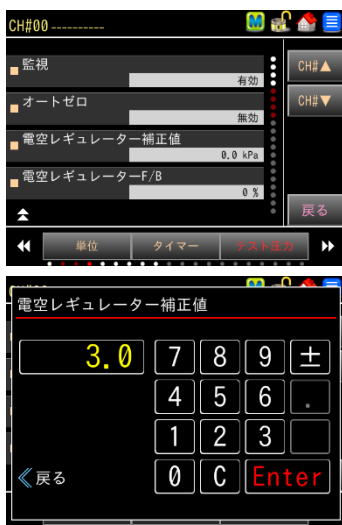 CH#00 ----------
M
監視
有効
CH#▲
オートゼロ
無効
CH#▼
電空レギュレーター補正値
0.0 kPa
電空レギュレーターF/B
0 %
戻る
単位
タイマー
テスト圧力
電空レギュレーター補正値
3.0
7 8 9 ±
4 5 6 .
1 2 3
戻る
0 C Enter